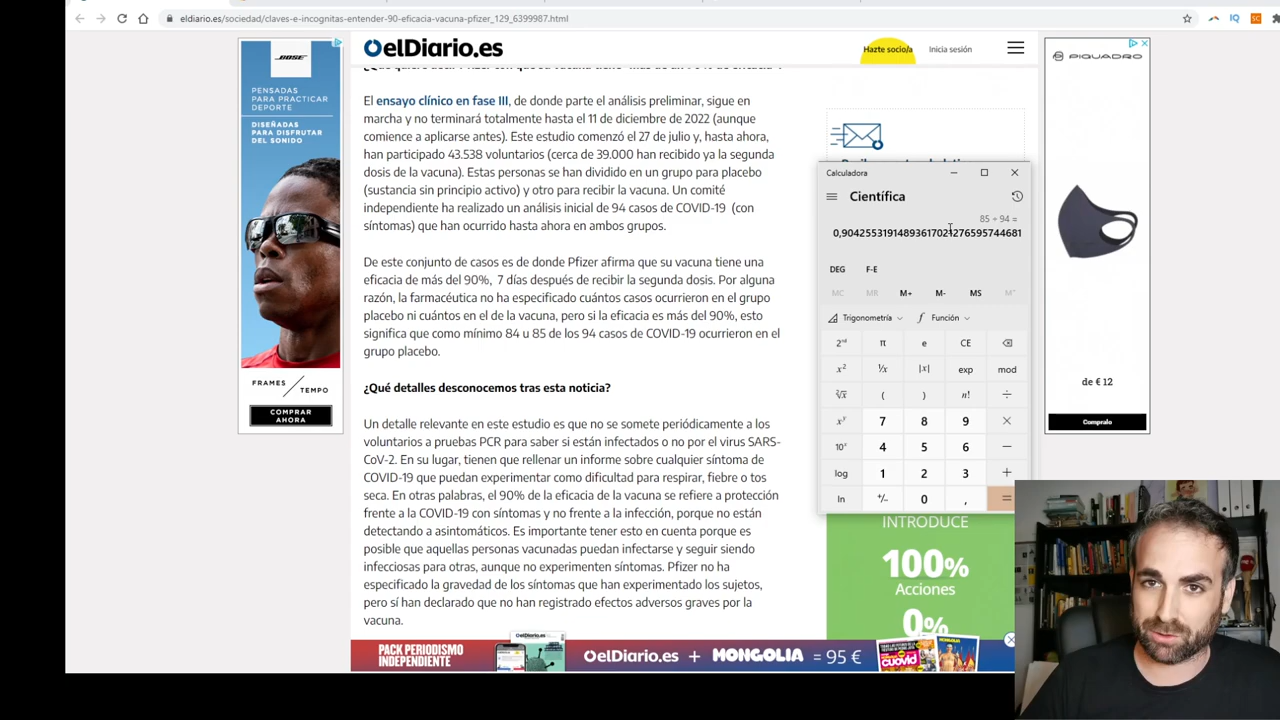 eldiario.es/sociedad/claves-e-incognitas-entender-90-eficacia-vacuna-pfizer_129_6399987.html
elDiario.es
Hazte socio/a
Inicia sesión
El ensayo clínico en fase III, de donde parte el análisis preliminar, sigue en
marcha y no terminará totalmente hasta el 11 de diciembre de 2022 (aunque
comience a aplicarse antes). Este estudio comenzó el 27 de julio y, hasta ahora,
han participado 43.538 voluntarios (cerca de 39.000 han recibido ya la segunda
dosis de la vacuna). Estas personas se han dividido en un grupo para placebo
(sustancia sin principio activo) y otro para recibir la vacuna. Un comité
independiente ha realizado un análisis inicial de 94 casos de COVID-19 (con
síntomas) que han ocurrido hasta ahora en ambos grupos.
De este conjunto de casos es de donde Pfizer afirma que su vacuna tiene una
eficacia de más del 90%, 7 días después de recibir la segunda dosis. Por alguna
razón, la farmacéutica no ha especificado cuántos casos ocurrieron en el grupo
placebo ni cuántos en el de la vacuna, pero si la eficacia es más del 90%, esto
significa que como mínimo 84 u 85 de los 94 casos de COVID-19 ocurrieron en el
grupo placebo.
¿Qué detalles desconocemos tras esta noticia?
Un detalle relevante en este estudio es que no se somete periódicamente a los
voluntarios a pruebas PCR para saber si están infectados o no por el virus SARS-
CoV-2. En su lugar, tienen que rellenar un informe sobre cualquier síntoma de
COVID-19 que puedan experimentar como dificultad para respirar, fiebre o tos
seca. En otras palabras, el 90% de la eficacia de la vacuna se refiere a protección
frente a la COVID-19 con síntomas y no frente a la infección, porque no están
detectando a asintomáticos. Es importante tener esto en cuenta porque es
posible que aquellas personas vacunadas puedan infectarse y seguir siendo
infecciosas para otras, aunque no experimenten síntomas. Pfizer no ha
especificado la gravedad de los síntomas que han experimentado los sujetos,
pero sí han declarado que no han registrado efectos adversos graves por la
vacuna.
BOSE
PENSADAS
PARA PRACTICAR
DEPORTE
DISEÑADAS
PARA DISFRUTAR
DEL SONIDO
FRAMES / TEMPO
COMPRAR
AHORA
Calculadora
Científica
85 ÷ 94 =
DEG
F-E
MC MR M+ M- MS
Trigonometría
Función
2nd π e CE
x² ¹/x |x| exp mod
( ) n! ÷
xʸ 7 8 9 ×
10ˣ 4 5 6 −
log 1 2 3 +
ln +/− 0 , =
INTRODUCE
100%
Acciones
0%
PIQUADRO
de € 12
Compralo
PACK PERIODISMO
INDEPENDIENTE
elDiario.es + MONGOLIA = 95 €